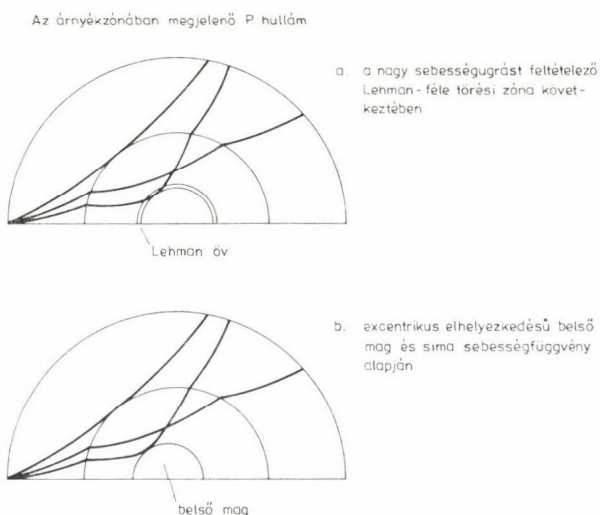 Az árnyékzónában megjelenő P hullám
a. a nagy sebességugrást feltételező
Lehman-féle törési zóna követ-
keztében
Lehman öv
b. excentrikus elhelyezkedésű belső
mag és sima sebességfüggvény
alapján
belső mag